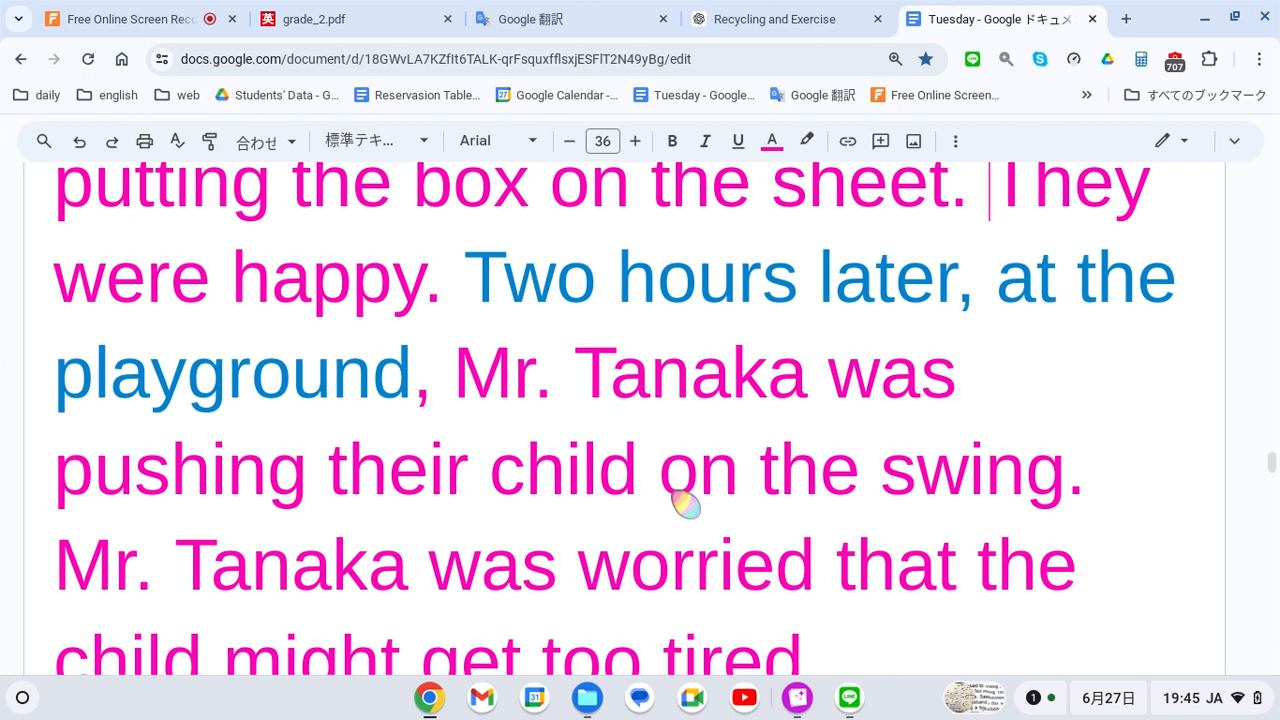 Free Online Screen Rec
grade_2.pdf
Google 翻訳
Recycling and Exercise
Tuesday - Google ドキュメ
docs.google.com/document/d/18GWvLA7KZfIt6TALK-qrFsquxfflsxjESFlT2N49yBg/edit
707
daily
english
web
Students' Data - G...
Reservasion Table...
Google Calendar -...
Tuesday - Google...
Google 翻訳
Free Online Screen...
すべてのブックマーク
合わせ
標準テキ...
Arial
36
putting the box on the sheet. They
were happy. Two hours later, at the
playground, Mr. Tanaka was
pushing their child on the swing.
Mr. Tanaka was worried that the
child might get too tired
1
6月27日
19:45 JA